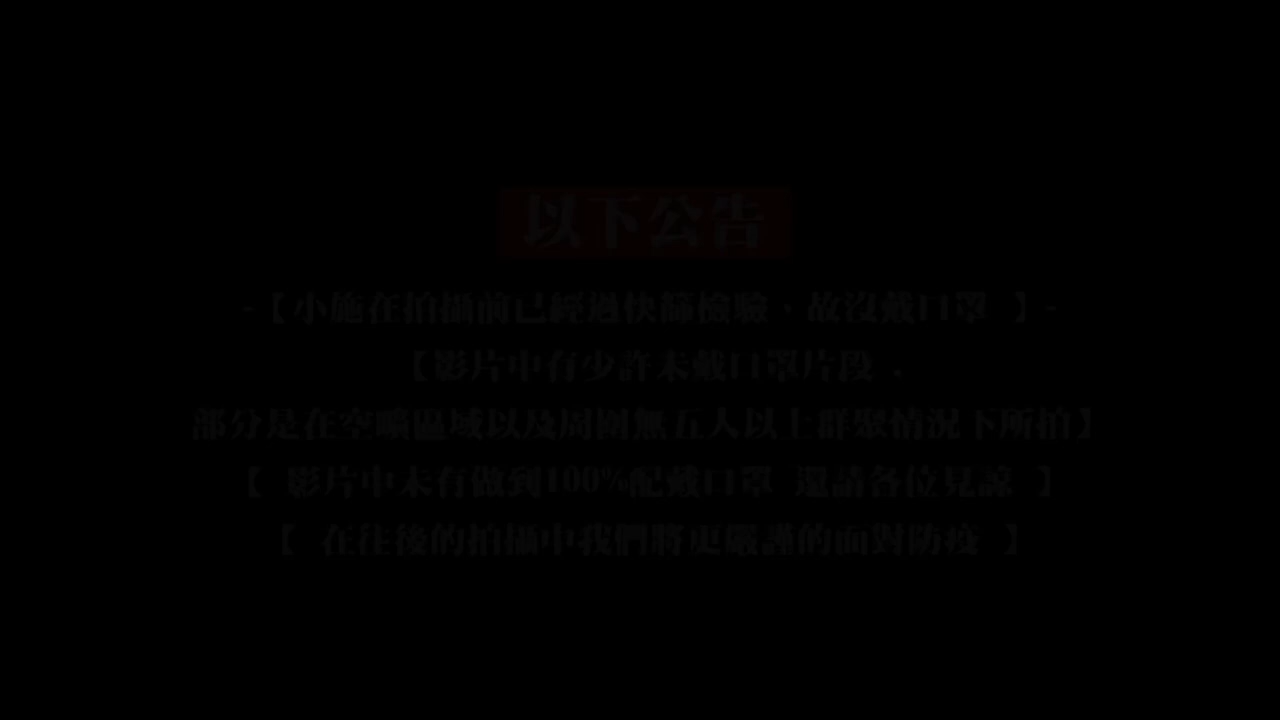 以下公告
-【小施在拍攝前已經過快篩檢驗、故沒戴口罩 】-
【影片中有少許未戴口罩片段 、
部分是在空曠區域以及周圍無五人以上群聚情況下所拍】
【 影片中未有做到100%配戴口罩 還請各位見諒 】
【 在往後的拍攝中我們將更嚴謹的面對防疫 】